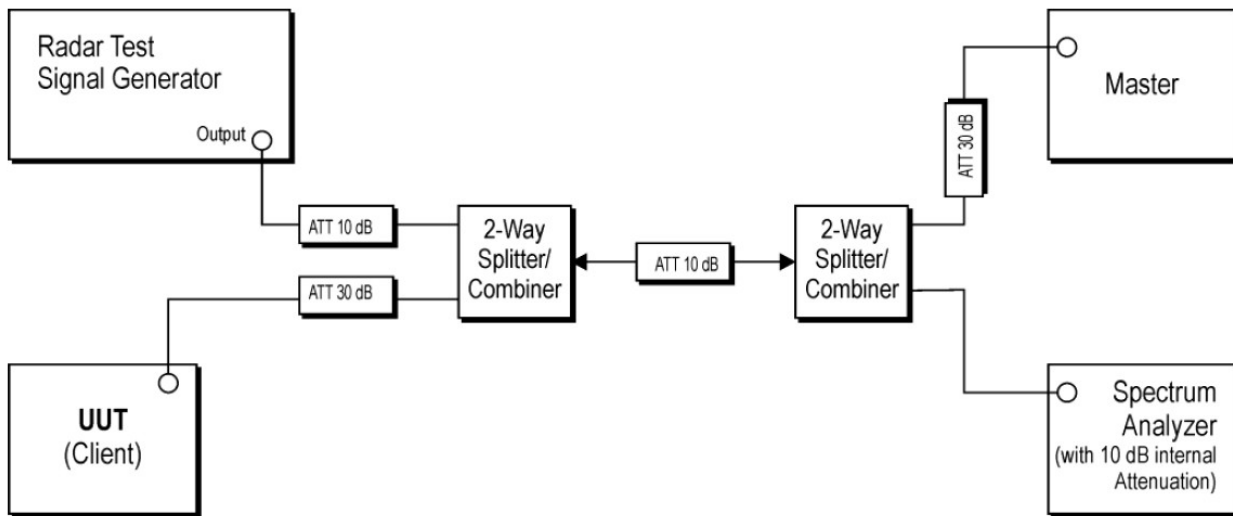 Radar Test
Signal Generator
Output
Master
ATT 30 dB
ATT 10 dB
2-Way
Splitter/
Combiner
ATT 10 dB
2-Way
Splitter/
Combiner
ATT 30 dB
UUT
(Client)
Spectrum
Analyzer
(with 10 dB internal
Attenuation)